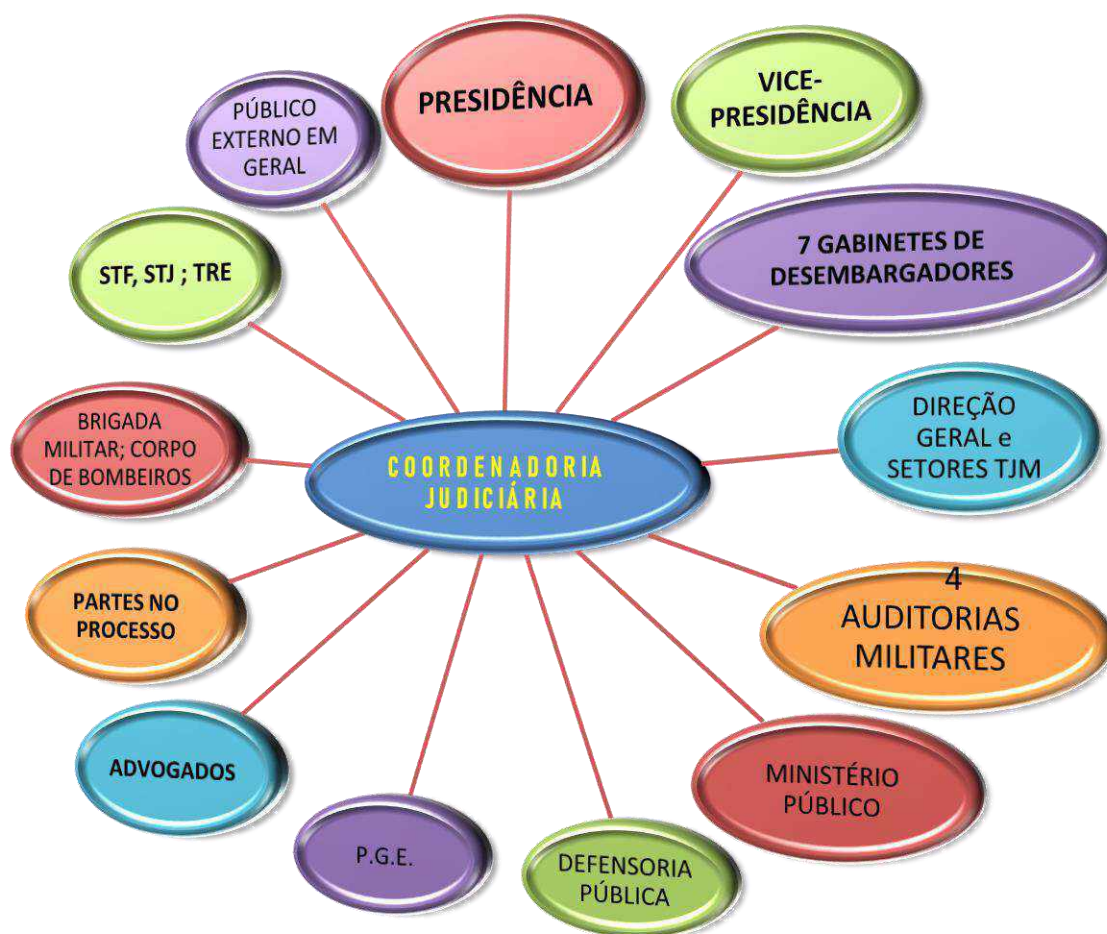 PRESIDÊNCIA
VICE-
PRESIDÊNCIA
7 GABINETES DE
DESEMBARGADORES
DIREÇÃO
GERAL e
SETORES TJM
4
AUDITORIAS
MILITARES
MINISTÉRIO
PÚBLICO
DEFENSORIA
PÚBLICA
P.G.E.
ADVOGADOS
PARTES NO
PROCESSO
BRIGADA
MILITAR; CORPO
DE BOMBEIROS
STF, STJ ; TRE
PÚBLICO
EXTERNO EM
GERAL
COORDENADORIA
JUDICIÁRIA